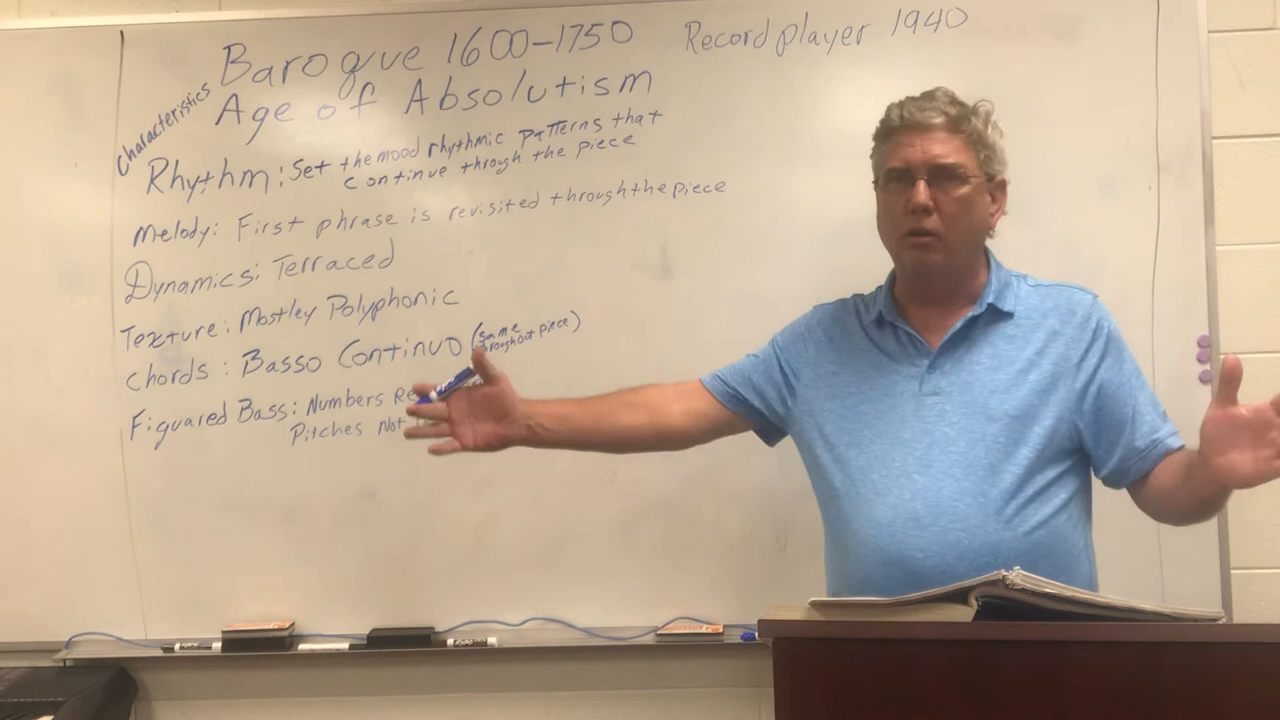 Baroque 1600-1750
Record player 1940
Age of Absolutism
Characteristics
Rhythm: Set the mood rhythmic patterns that
continue through the piece
Melody: First phrase is revisited through the piece
Dynamics: Terraced
Texture: Mostley Polyphonic
Chords: Basso Continuo (same
throughout piece)
Figuared Bass: Numbers Re
Pitches Not
EXPO